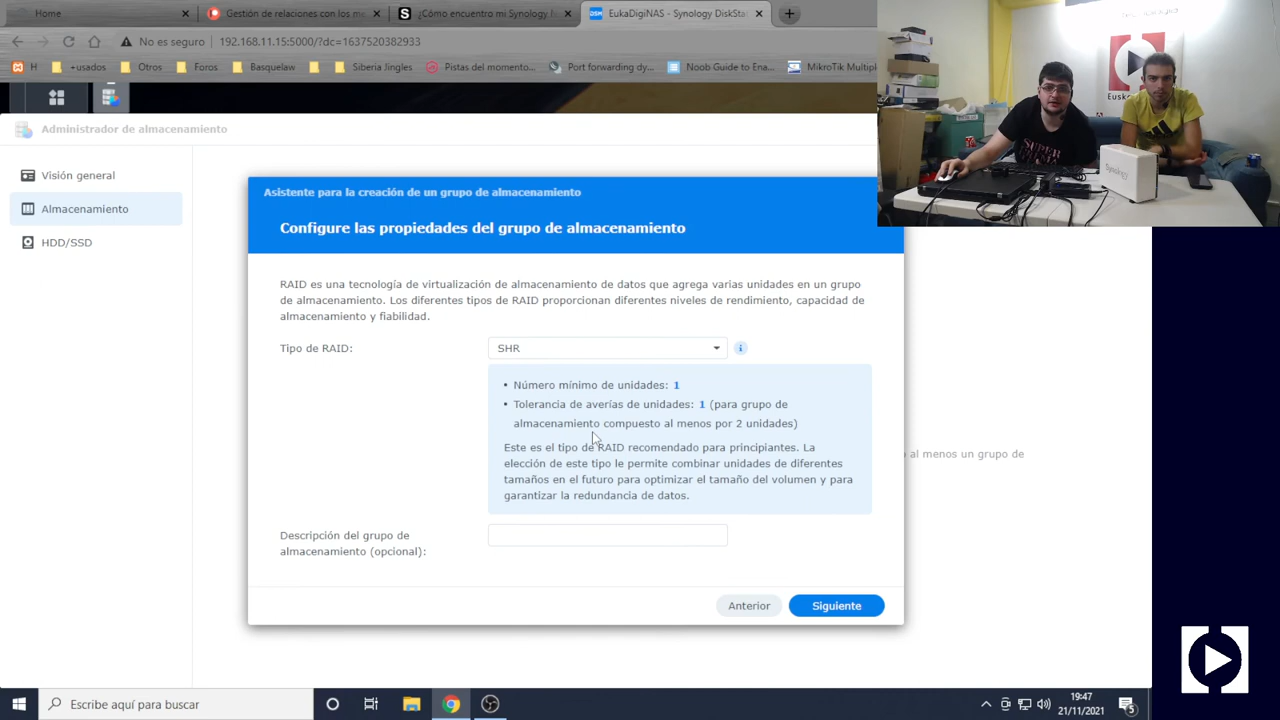 Home
Gestión de relaciones con los me
¿Cómo encuentro mi Synology N
EukaDigiNAS - Synology DiskSta
No es seguro
192.168.11.15:5000/?dc=1637520382933
H
+usados
Otros
Foros
Basquelaw
Siberia Jingles
Pistas del momento...
Port forwarding dy...
Noob Guide to Ena...
MikroTik Multiple
Administrador de almacenamiento
Visión general
Almacenamiento
HDD/SSD
Asistente para la creación de un grupo de almacenamiento
Configure las propiedades del grupo de almacenamiento
RAID es una tecnología de virtualización de almacenamiento de datos que agrega varias unidades en un grupo
de almacenamiento. Los diferentes tipos de RAID proporcionan diferentes niveles de rendimiento, capacidad de
almacenamiento y fiabilidad.
Tipo de RAID:
SHR
• Número mínimo de unidades: 1
• Tolerancia de averías de unidades: 1 (para grupo de
almacenamiento compuesto al menos por 2 unidades)
Este es el tipo de RAID recomendado para principiantes. La
elección de este tipo le permite combinar unidades de diferentes
tamaños en el futuro para optimizar el tamaño del volumen y para
garantizar la redundancia de datos.
o al menos un grupo de
Descripción del grupo de
almacenamiento (opcional):
Anterior
Siguiente
SUPER
Synology
Escribe aquí para buscar
19:47
21/11/2021
5